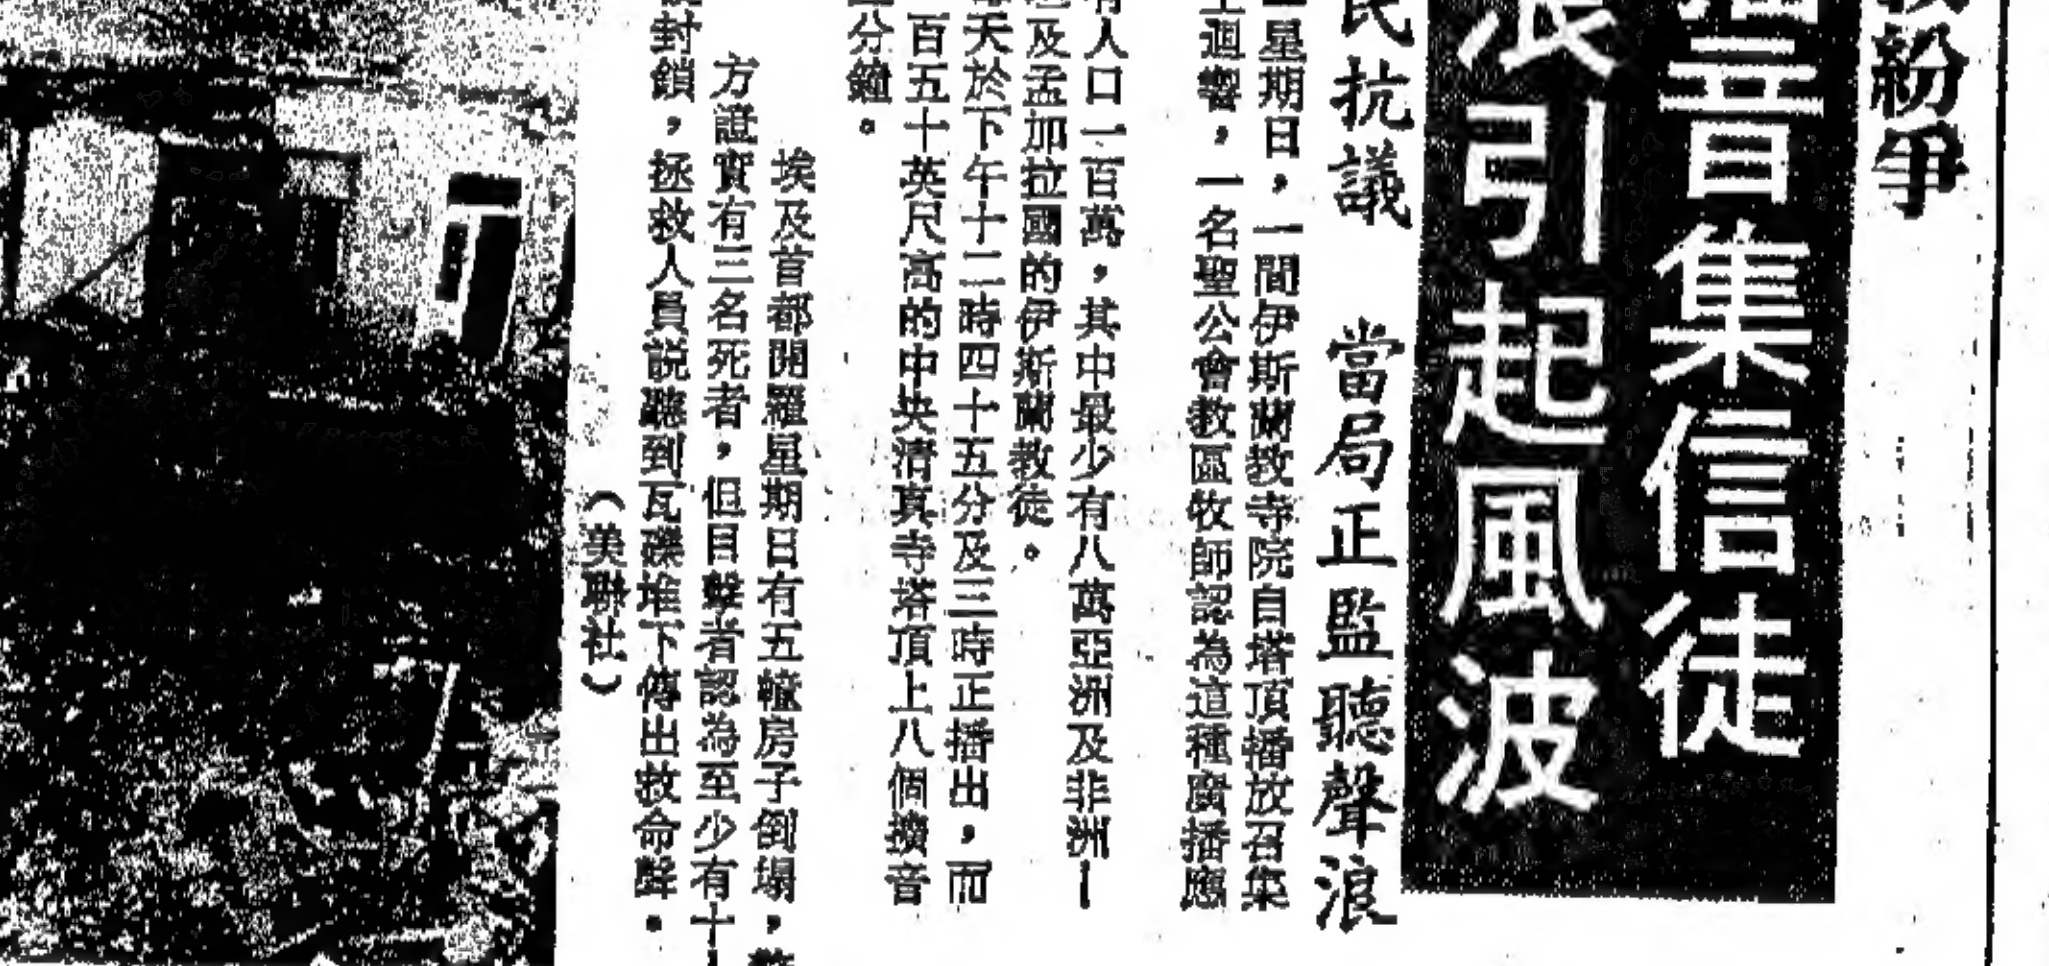 紛爭
音集信徒
浪引起風波
民抗議 當局正監聽聲浪
星期日，一間伊斯蘭教寺院自塔頂播放召集
迴響，一名聖公會教區牧師認為這種廣播應
人口一百萬，其中最少有八萬亞洲及非洲—
及孟加拉國的伊斯蘭教徒。
天於下午十二時四十五分及三時正播出，而
百五十英尺高的中央清真寺塔頂上八個擴音
分鐘。
埃及首都開羅星期日有五幢房子倒塌，警
方證實有三名死者，但目擊者認為至少有十
封鎖，拯救人員說聽到瓦礫堆下傳出救命聲。
（美聯社）